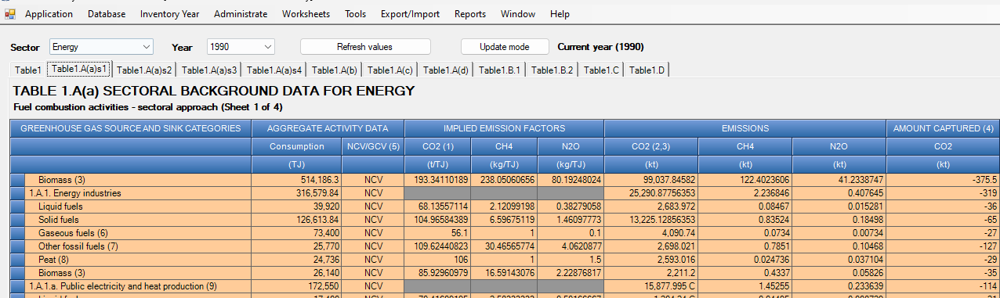 Application Database Inventory Year Administrate Worksheets Tools Export/Import Reports Window Help
Sector Energy Year 1990 Refresh values Update mode Current year (1990)
Table1 Table1.A(a)s1 Table1.A(a)s2 Table1.A(a)s3 Table1.A(a)s4 Table1.A(b) Table1.A(c) Table1.A(d) Table1.B.1 Table1.B.2 Table1.C Table1.D
TABLE 1.A(a) SECTORAL BACKGROUND DATA FOR ENERGY
Fuel combustion activities - sectoral approach (Sheet 1 of 4)
GREENHOUSE GAS SOURCE AND SINK CATEGORIES AGGREGATE ACTIVITY DATA IMPLIED EMISSION FACTORS EMISSIONS AMOUNT CAPTURED (4)
Consumption NCV/GCV (5) CO2 (1) CH4 N2O CO2 (2,3) CH4 N2O CO2
(TJ) (t/TJ) (kg/TJ) (kg/TJ) (kt) (kt) (kt) (kt)
Biomass (3) 514,186.3 NCV 193.34110189 238.05060656 80.19248024 99,037.84582 122.4023606 41.2338747 -375.5
1.A.1. Energy industries 316,579.84 NCV 25,290.87756353 2.236846 0.407645 -319
Liquid fuels 39,920 NCV 68.13557114 2.12099198 0.38279058 2,683.972 0.08467 0.015281 -36
Solid fuels 126,613.84 NCV 104.96584389 6.59675119 1.46097773 13,225.12856353 0.83524 0.18498 -65
Gaseous fuels (6) 73,400 NCV 56.1 1 0.1 4,090.74 0.0734 0.00734 -27
Other fossil fuels (7) 25,770 NCV 109.62440823 30.46565774 4.0620877 2,698.021 0.7851 0.10468 -127
Peat (8) 24,736 NCV 106 1 1.5 2,593.016 0.024736 0.037104 -29
Biomass (3) 26,140 NCV 85.92960979 16.59143076 2.22876817 2,211.2 0.4337 0.05826 -35
1.A.1.a. Public electricity and heat production (9) 172,550 NCV 15,877.995 C 1.45255 0.233639 -114